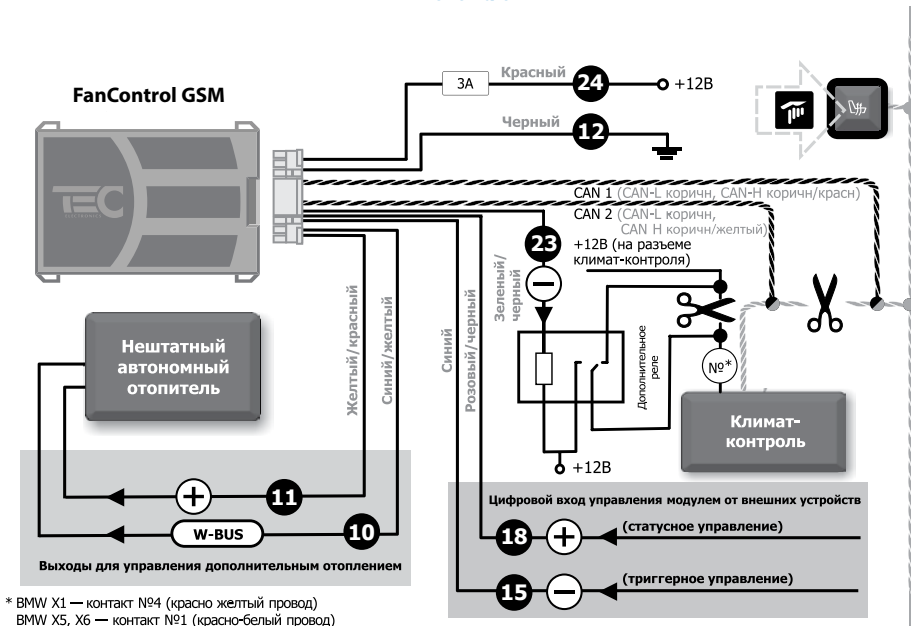 FanControl GSM
TEC
ELECTRONICS
3А
Красный
24
+12В
Черный
12
CAN 1 (CAN-L коричн, CAN-H коричн/красн)
CAN 2 (CAN-L коричн,
CAN H коричн/желтый)
23
+12В (на разъеме
климат-контроля)
Зеленый/
черный
Дополнительное
реле
№*
Климат-
контроль
+12В
Нештатный
автономный
отопитель
Желтый/красный
Синий/желтый
Синий
Розовый/черный
11
W-BUS
10
Выходы для управления дополнительным отоплением
Цифровой вход управления модулем от внешних устройств
18
(статусное управление)
15
(триггерное управление)
* BMW X1 — контакт №4 (красно желтый провод)
BMW X5, X6 — контакт №1 (красно-белый провод)